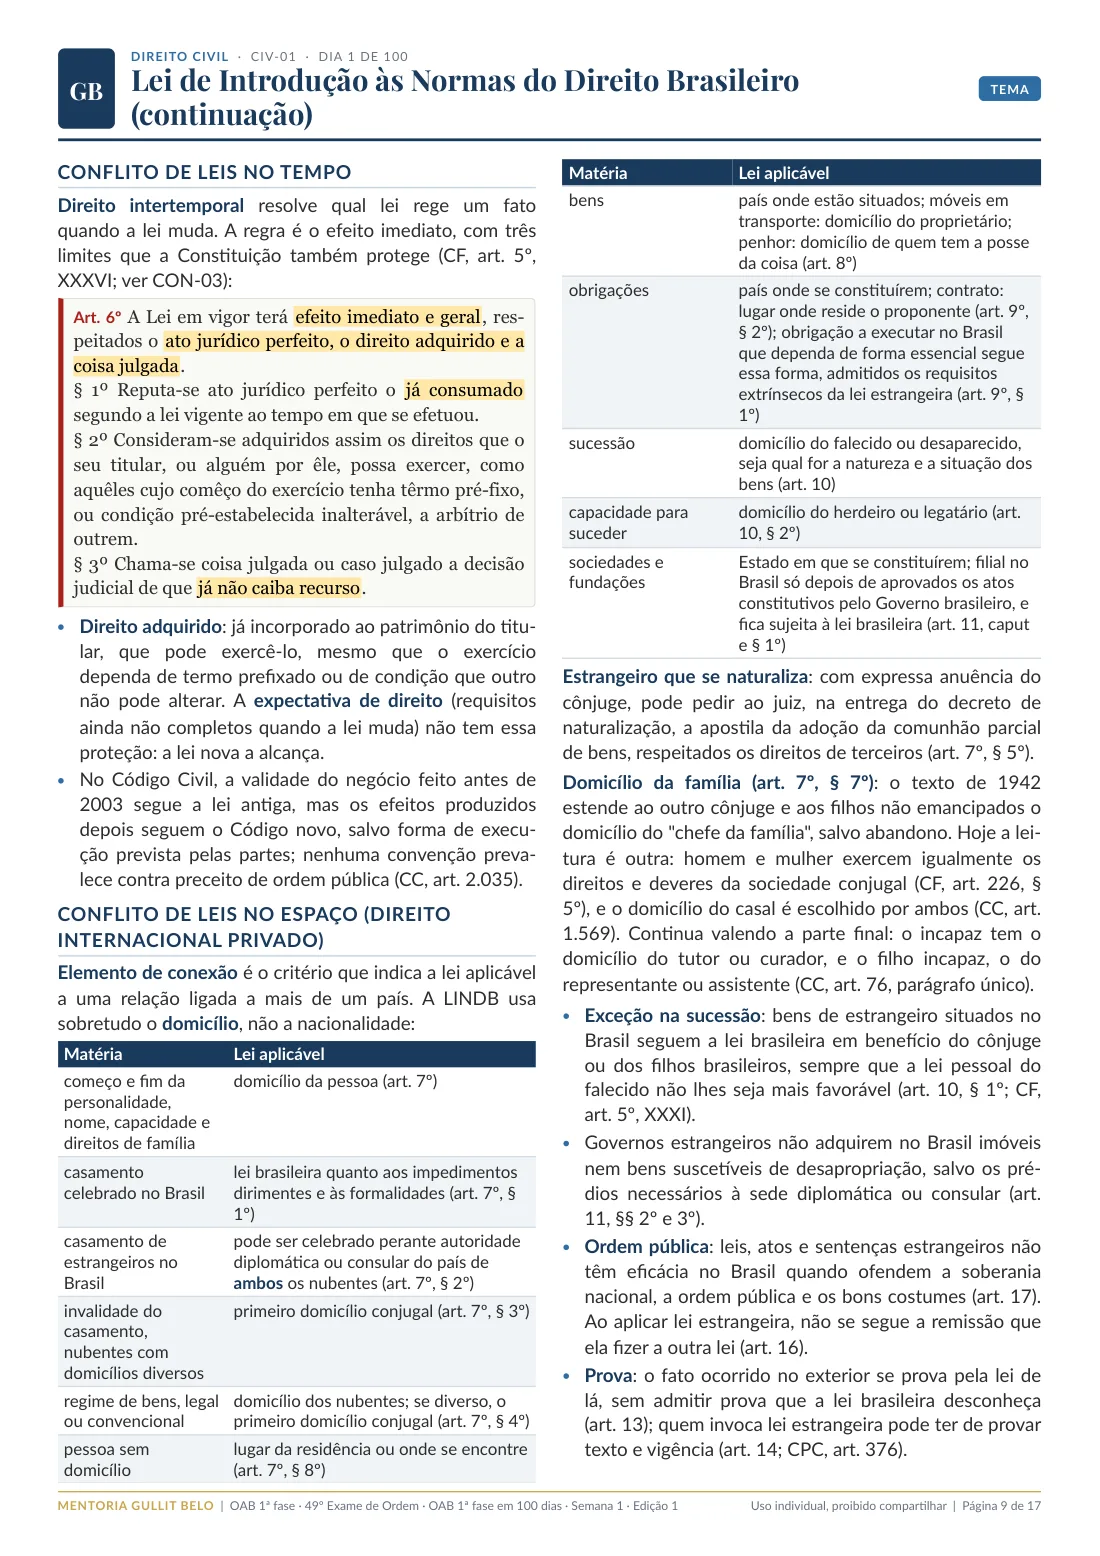 GB
DIREITO CIVIL · CIV-01 · DIA 1 DE 100
Lei de Introdução às Normas do Direito Brasileiro
(continuação)
TEMA
CONFLITO DE LEIS NO TEMPO
Direito intertemporal resolve qual lei rege um fato
quando a lei muda. A regra é o efeito imediato, com três
limites que a Constituição também protege (CF, art. 5º,
XXXVI; ver CON-03):
Art. 6º A Lei em vigor terá efeito imediato e geral, res-
peitados o ato jurídico perfeito, o direito adquirido e a
coisa julgada.
§ 1º Reputa-se ato jurídico perfeito o já consumado
segundo a lei vigente ao tempo em que se efetuou.
§ 2º Consideram-se adquiridos assim os direitos que o
seu titular, ou alguém por êle, possa exercer, como
aquêles cujo comêço do exercício tenha têrmo pré-fixo,
ou condição pré-estabelecida inalterável, a arbítrio de
outrem.
§ 3º Chama-se coisa julgada ou caso julgado a decisão
judicial de que já não caiba recurso.
• Direito adquirido: já incorporado ao patrimônio do titu-
lar, que pode exercê-lo, mesmo que o exercício
dependa de termo prefixado ou de condição que outro
não pode alterar. A expectativa de direito (requisitos
ainda não completos quando a lei muda) não tem essa
proteção: a lei nova a alcança.
• No Código Civil, a validade do negócio feito antes de
2003 segue a lei antiga, mas os efeitos produzidos
depois seguem o Código novo, salvo forma de execu-
ção prevista pelas partes; nenhuma convenção preva-
lece contra preceito de ordem pública (CC, art. 2.035).
CONFLITO DE LEIS NO ESPAÇO (DIREITO
INTERNACIONAL PRIVADO)
Elemento de conexão é o critério que indica a lei aplicável
a uma relação ligada a mais de um país. A LINDB usa
sobretudo o domicílio, não a nacionalidade:
Matéria Lei aplicável
começo e fim da domicílio da pessoa (art. 7º)
personalidade,
nome, capacidade e
direitos de família
casamento lei brasileira quanto aos impedimentos
celebrado no Brasil dirimentes e às formalidades (art. 7º, §
1º)
casamento de pode ser celebrado perante autoridade
estrangeiros no diplomática ou consular do país de
Brasil ambos os nubentes (art. 7º, § 2º)
invalidade do primeiro domicílio conjugal (art. 7º, § 3º)
casamento,
nubentes com
domicílios diversos
regime de bens, legal domicílio dos nubentes; se diverso, o
ou convencional primeiro domicílio conjugal (art. 7º, § 4º)
pessoa sem lugar da residência ou onde se encontre
domicílio (art. 7º, § 8º)
Matéria Lei aplicável
bens país onde estão situados; móveis em
transporte: domicílio do proprietário;
penhor: domicílio de quem tem a posse
da coisa (art. 8º)
obrigações país onde se constituírem; contrato:
lugar onde reside o proponente (art. 9º,
§ 2º); obrigação a executar no Brasil
que dependa de forma essencial segue
essa forma, admitidos os requisitos
extrínsecos da lei estrangeira (art. 9º, §
1º)
sucessão domicílio do falecido ou desaparecido,
seja qual for a natureza e a situação dos
bens (art. 10)
capacidade para domicílio do herdeiro ou legatário (art.
suceder 10, § 2º)
sociedades e Estado em que se constituírem; filial no
fundações Brasil só depois de aprovados os atos
constitutivos pelo Governo brasileiro, e
fica sujeita à lei brasileira (art. 11, caput
e § 1º)
Estrangeiro que se naturaliza: com expressa anuência do
cônjuge, pode pedir ao juiz, na entrega do decreto de
naturalização, a apostila da adoção da comunhão parcial
de bens, respeitados os direitos de terceiros (art. 7º, § 5º).
Domicílio da família (art. 7º, § 7º): o texto de 1942
estende ao outro cônjuge e aos filhos não emancipados o
domicílio do "chefe da família", salvo abandono. Hoje a lei-
tura é outra: homem e mulher exercem igualmente os
direitos e deveres da sociedade conjugal (CF, art. 226, §
5º), e o domicílio do casal é escolhido por ambos (CC, art.
1.569). Continua valendo a parte final: o incapaz tem o
domicílio do tutor ou curador, e o filho incapaz, o do
representante ou assistente (CC, art. 76, parágrafo único).
• Exceção na sucessão: bens de estrangeiro situados no
Brasil seguem a lei brasileira em benefício do cônjuge
ou dos filhos brasileiros, sempre que a lei pessoal do
falecido não lhes seja mais favorável (art. 10, § 1º; CF,
art. 5º, XXXI).
• Governos estrangeiros não adquirem no Brasil imóveis
nem bens suscetíveis de desapropriação, salvo os pré-
dios necessários à sede diplomática ou consular (art.
11, §§ 2º e 3º).
• Ordem pública: leis, atos e sentenças estrangeiros não
têm eficácia no Brasil quando ofendem a soberania
nacional, a ordem pública e os bons costumes (art. 17).
Ao aplicar lei estrangeira, não se segue a remissão que
ela fizer a outra lei (art. 16).
• Prova: o fato ocorrido no exterior se prova pela lei de
lá, sem admitir prova que a lei brasileira desconheça
(art. 13); quem invoca lei estrangeira pode ter de provar
texto e vigência (art. 14; CPC, art. 376).
MENTORIA GULLIT BELO | OAB 1ª fase · 49º Exame de Ordem · OAB 1ª fase em 100 dias · Semana 1 · Edição 1 Uso individual, proibido compartilhar | Página 9 de 17